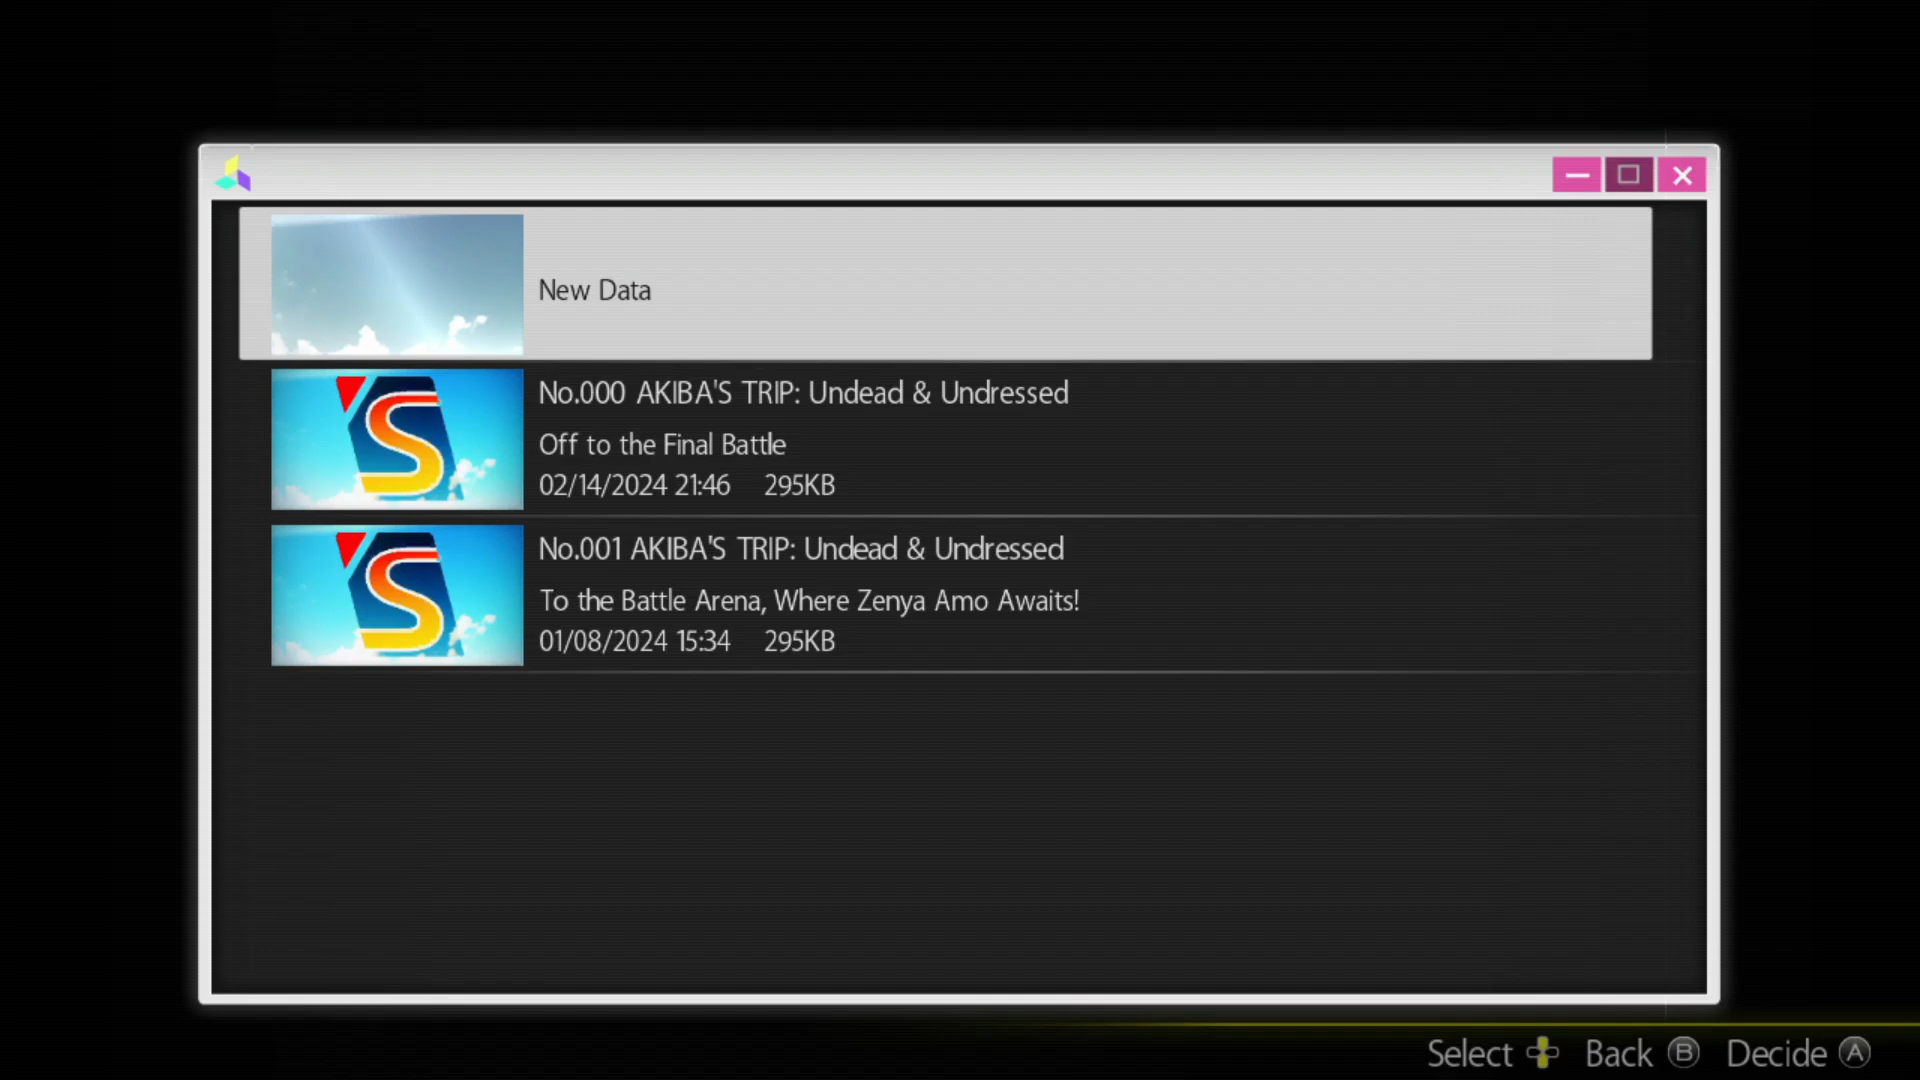 New Data
No.000 AKIBA'S TRIP: Undead & Undressed
Off to the Final Battle
02/14/2024 21:46 295KB
No.001 AKIBA'S TRIP: Undead & Undressed
To the Battle Arena, Where Zenya Amo Awaits!
01/08/2024 15:34 295KB
Select Back B Decide A